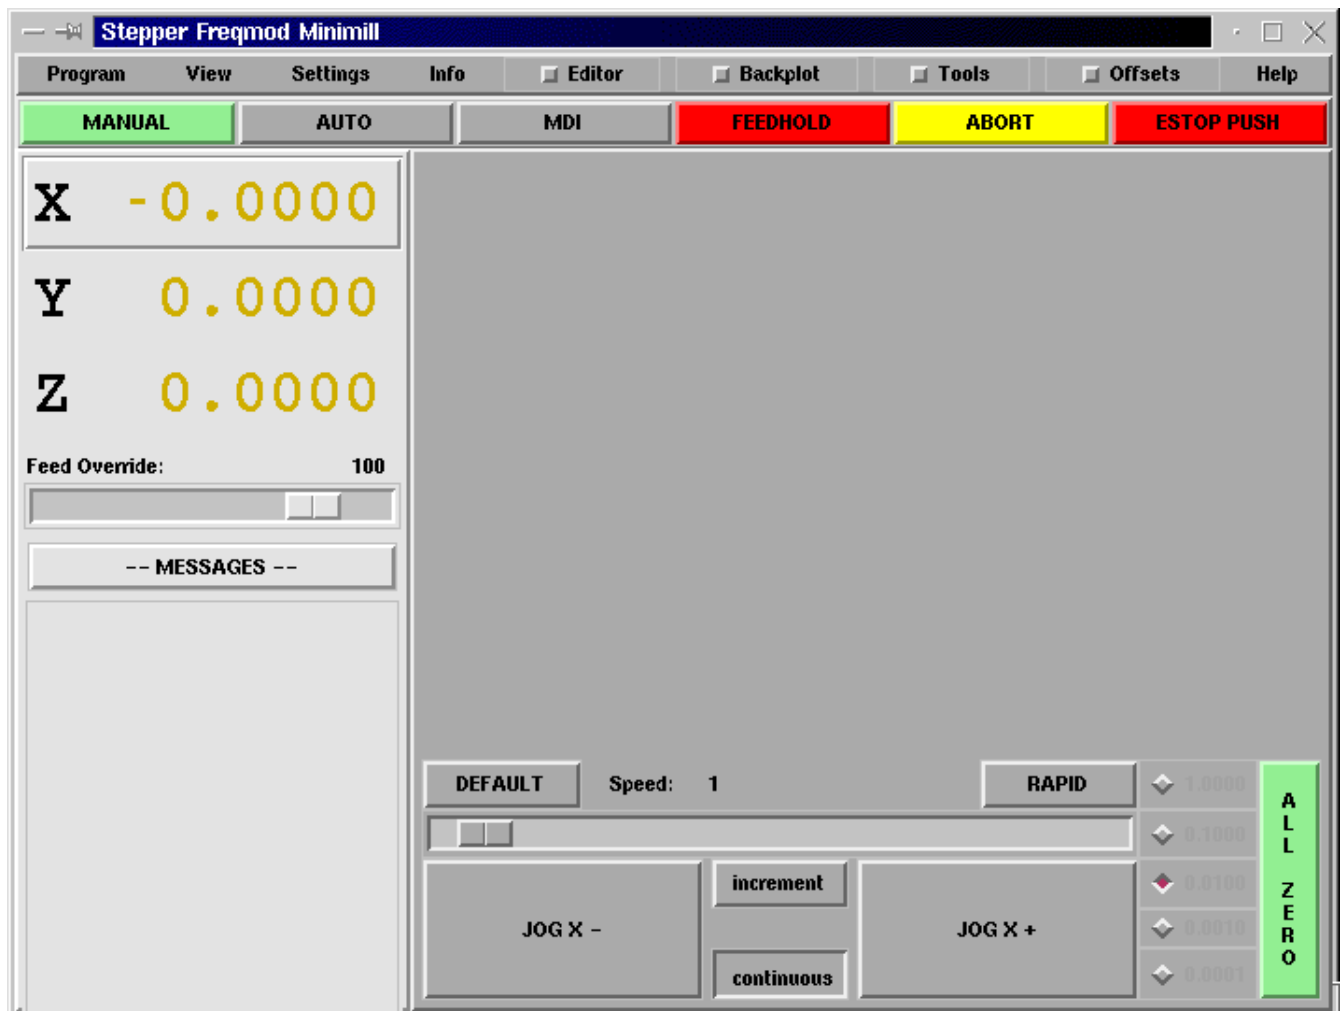 Stepper Freqmod Minimill
Program View Settings Info Editor Backplot Tools Offsets Help
MANUAL AUTO MDI FEEDHOLD ABORT ESTOP PUSH
X -0.0000
Y 0.0000
Z 0.0000
Feed Override: 100
-- MESSAGES --
DEFAULT Speed: 1 RAPID
1.0000
0.1000
0.0100
0.0010
0.0001
JOG X -
increment
continuous
JOG X +
ALL ZERO